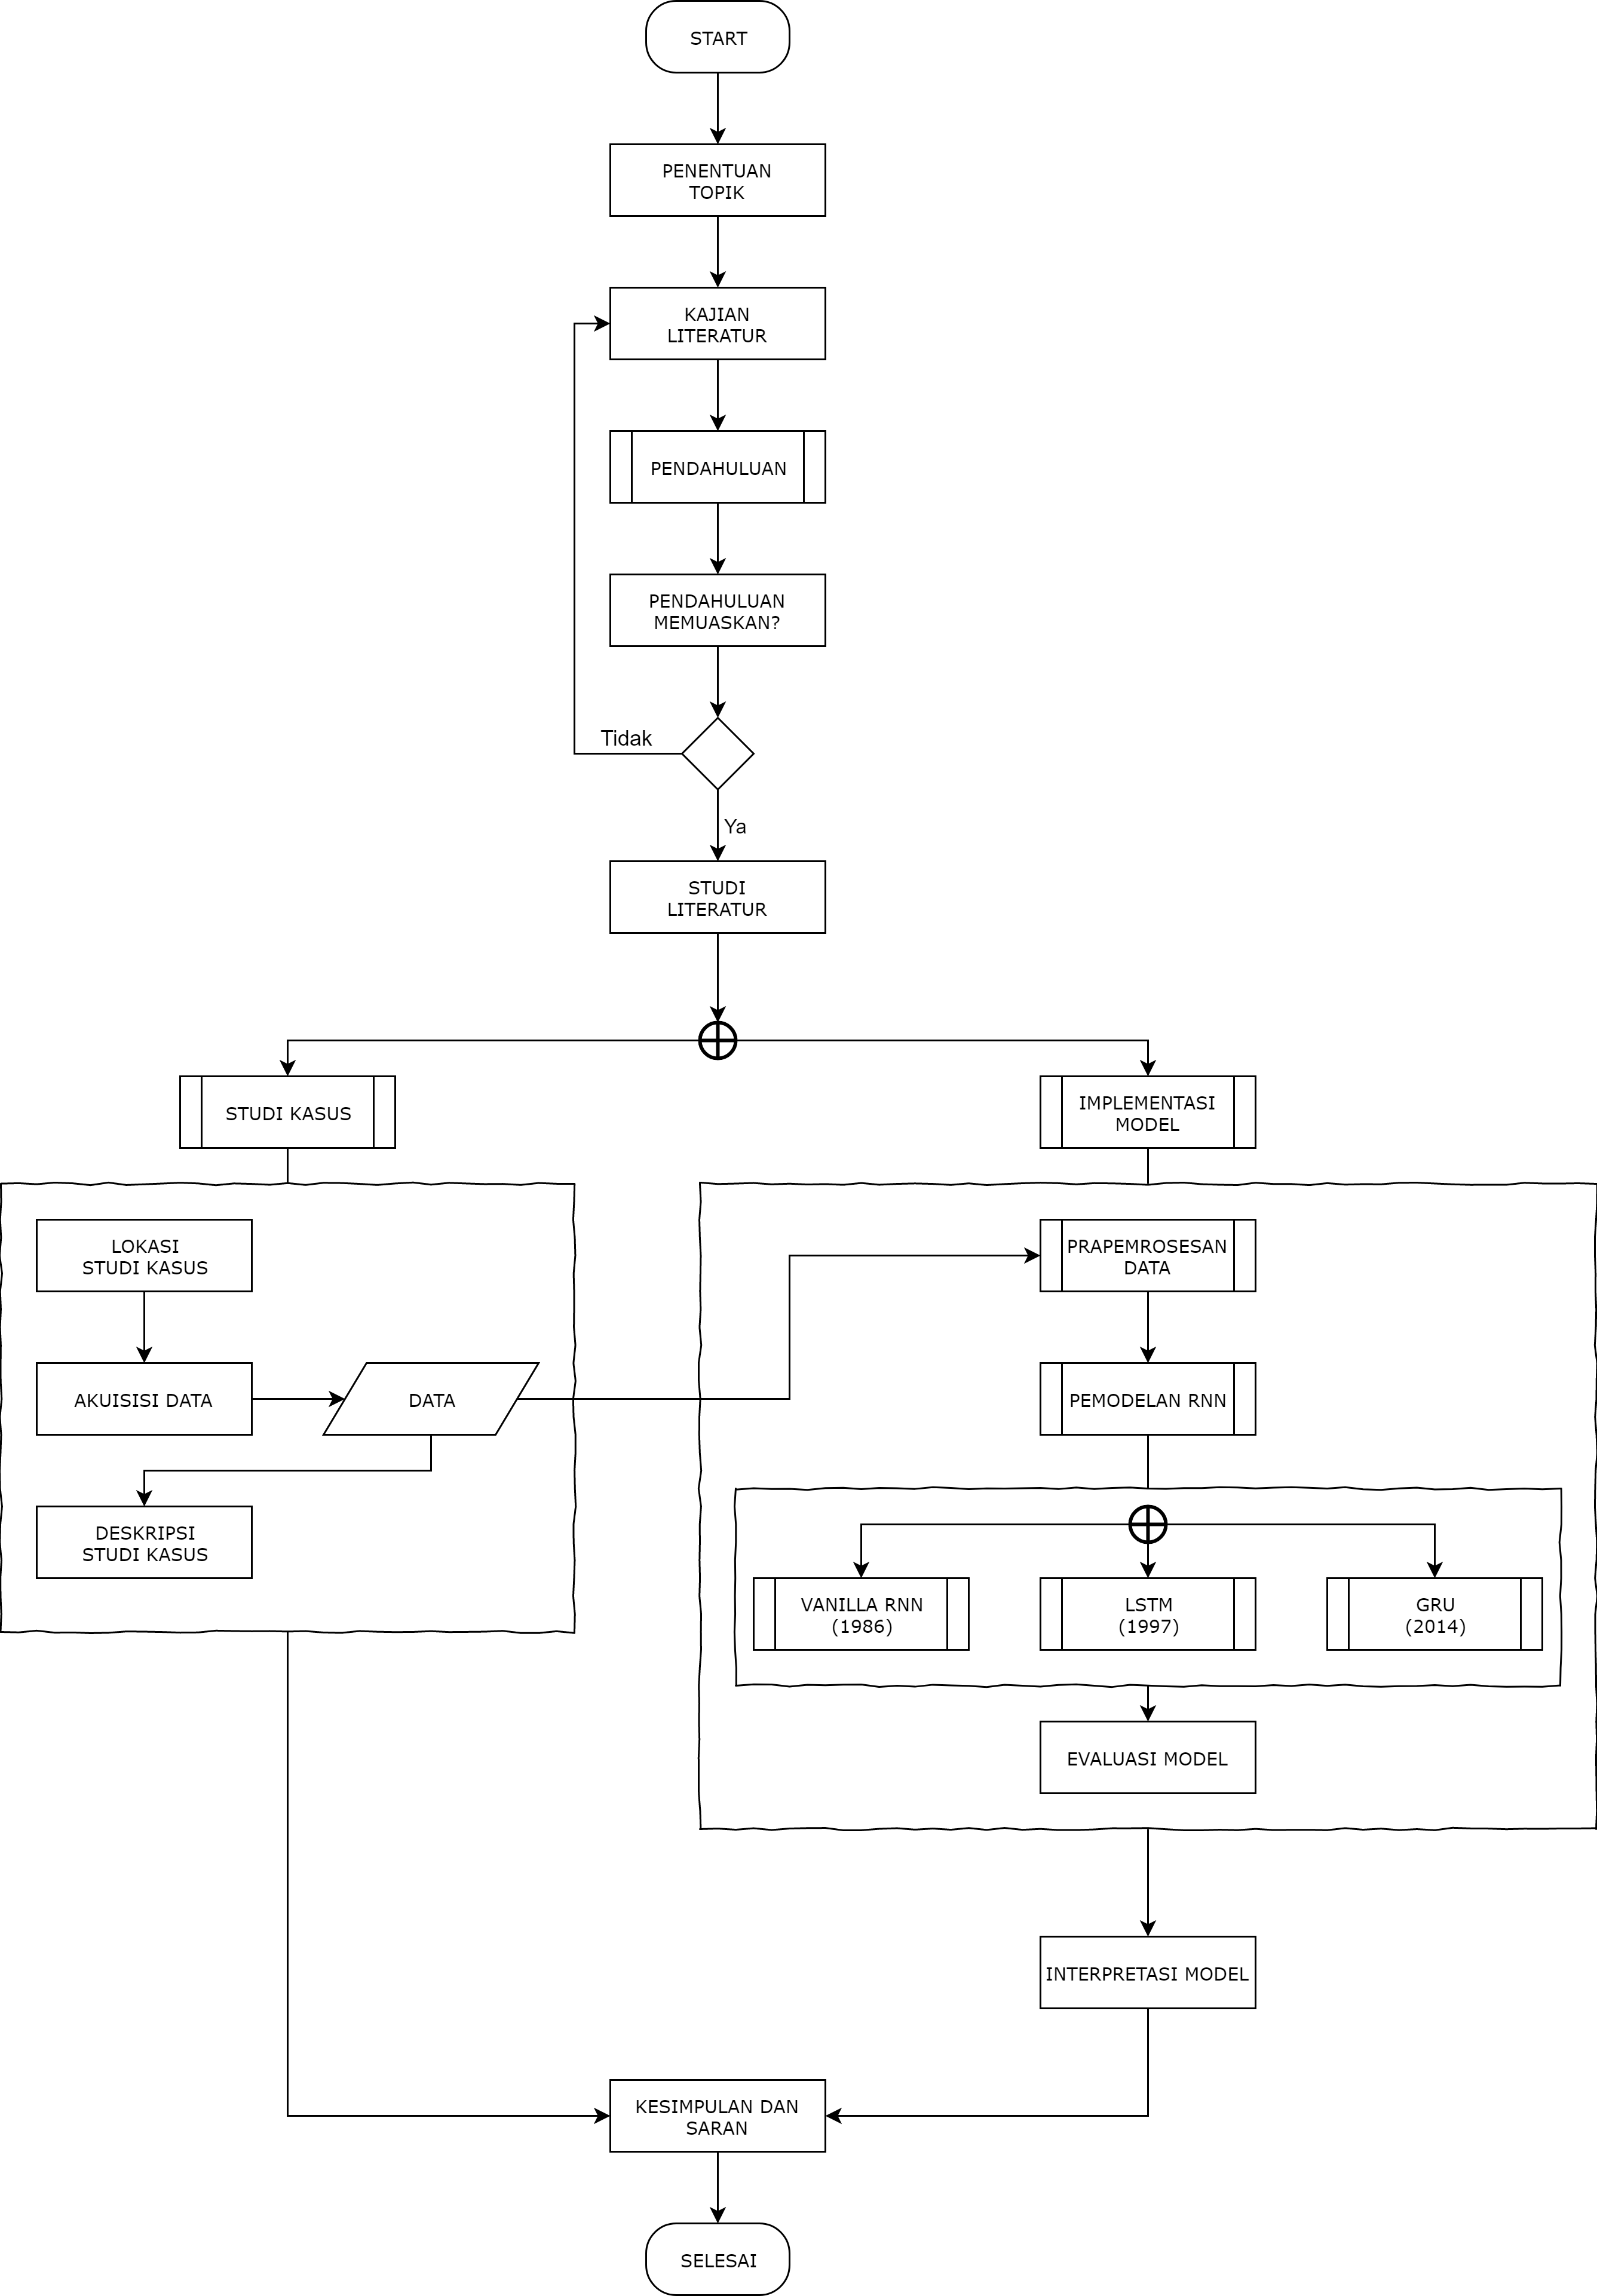 START
PENENTUAN
TOPIK
KAJIAN
LITERATUR
PENDAHULUAN
PENDAHULUAN
MEMUASKAN?
Tidak
Ya
STUDI
LITERATUR
STUDI KASUS
IMPLEMENTASI
MODEL
LOKASI
STUDI KASUS
AKUISISI DATA
DATA
DESKRIPSI
STUDI KASUS
PRAPEMROSESAN
DATA
PEMODELAN RNN
VANILLA RNN
(1986)
LSTM
(1997)
GRU
(2014)
EVALUASI MODEL
INTERPRETASI MODEL
KESIMPULAN DAN
SARAN
SELESAI